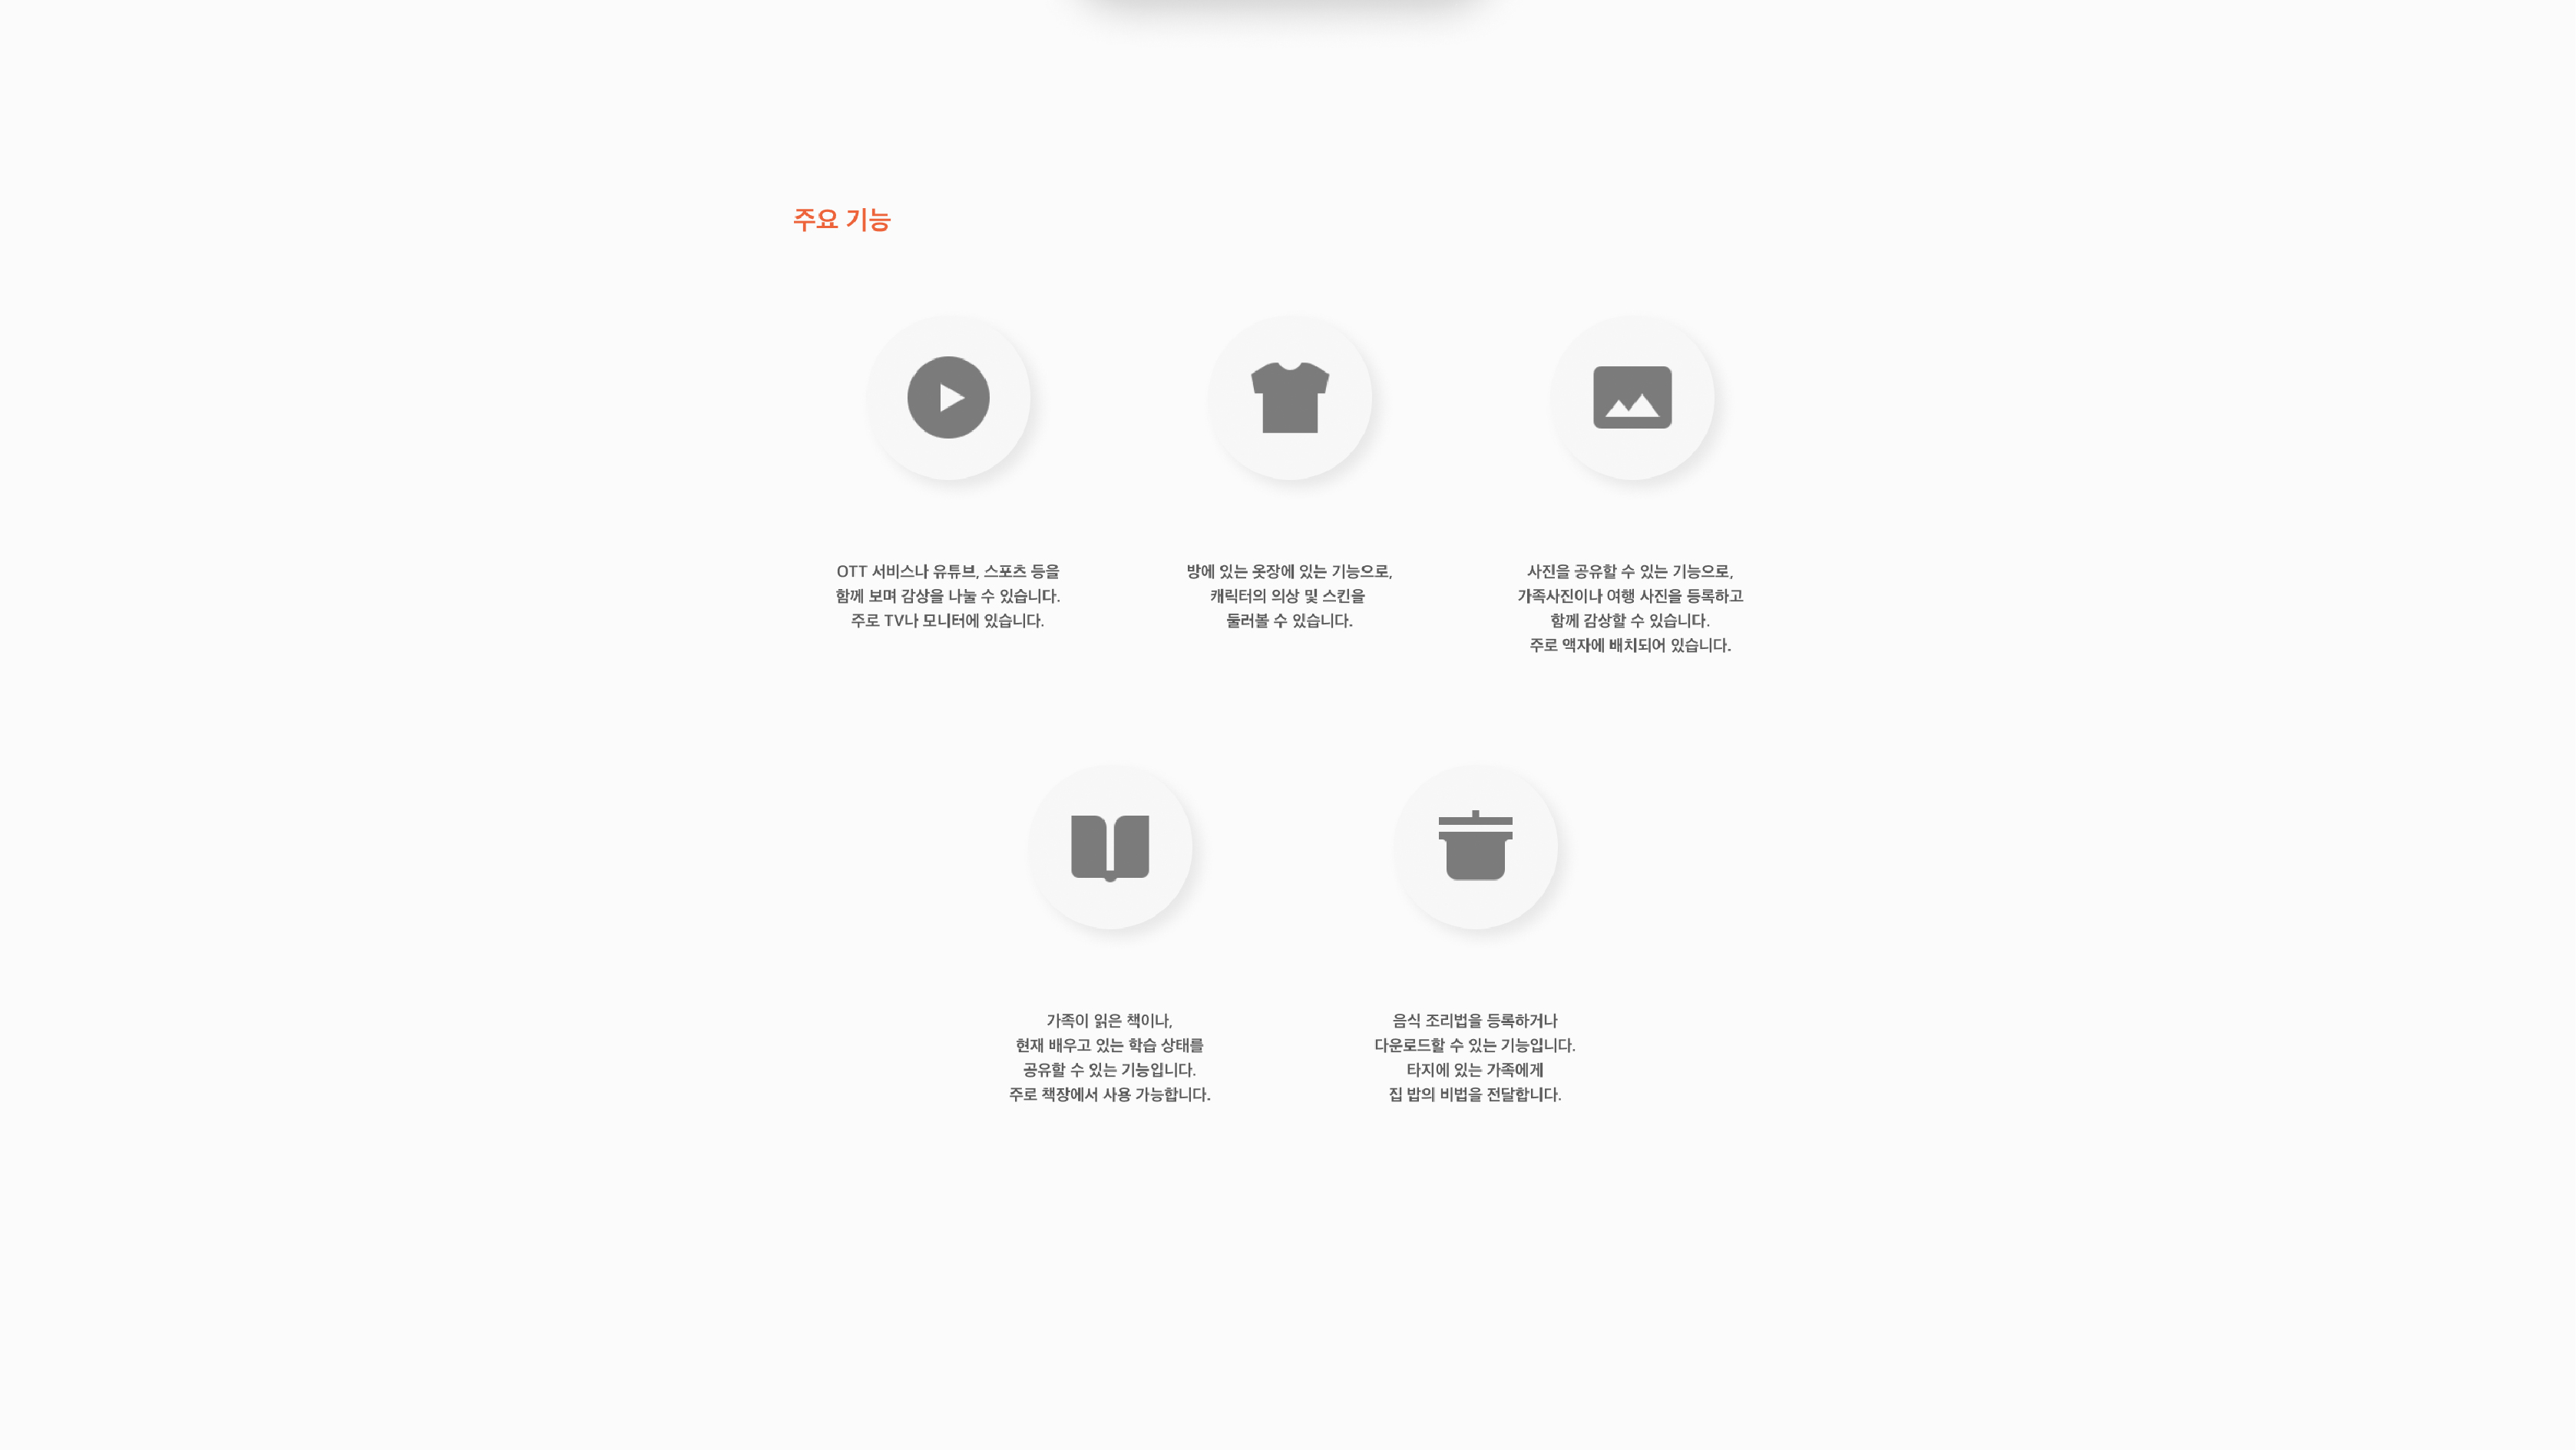 주요 기능
OTT 서비스나 유튜브, 스포츠 등을
함께 보며 감상을 나눌 수 있습니다.
주로 TV나 모니터에 있습니다.
방에 있는 옷장에 있는 기능으로,
캐릭터의 의상 및 스킨을
둘러볼 수 있습니다.
사진을 공유할 수 있는 기능으로,
가족사진이나 여행 사진을 등록하고
함께 감상할 수 있습니다.
주로 액자에 배치되어 있습니다.
가족이 읽은 책이나,
현재 배우고 있는 학습 상태를
공유할 수 있는 기능입니다.
주로 책장에서 사용 가능합니다.
음식 조리법을 등록하거나
다운로드할 수 있는 기능입니다.
타지에 있는 가족에게
집 밥의 비법을 전달합니다.